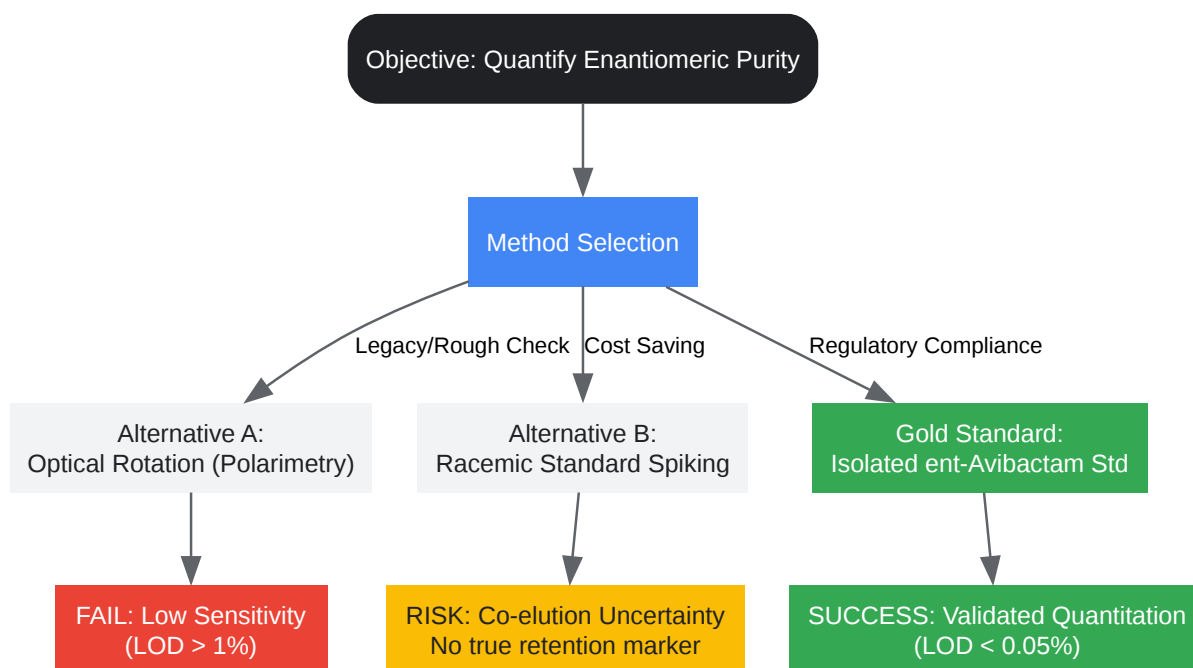 Objective: Quantify Enantiomeric Purity
Method Selection
Legacy/Rough Check
Cost Saving
Regulatory Compliance
Alternative A:
Optical Rotation (Polarimetry)
Alternative B:
Racemic Standard Spiking
Gold Standard:
Isolated ent-Avibactam Std
FAIL: Low Sensitivity
(LOD > 1%)
RISK: Co-elution Uncertainty
No true retention marker
SUCCESS: Validated Quantitation
(LOD < 0.05%)